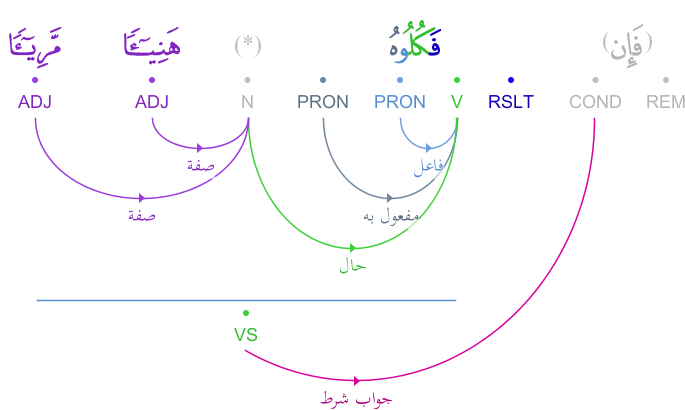 (فَإِن) فَكُلُوهُ (*) هَنِيٓـًٔا مَّرِيٓـًٔا
REM COND RSLT V PRON PRON N ADJ ADJ
فاعل صفة
مفعول به صفة
حال
VS
جواب شرط